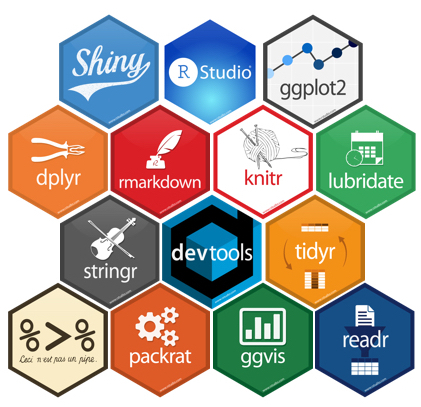 Shiny
R Studio
ggplot2
dplyr
rmarkdown
knitr
lubridate
stringr
devtools
tidyr
%>%
Ceci n'est pas un pipe.
packrat
ggvis
readr